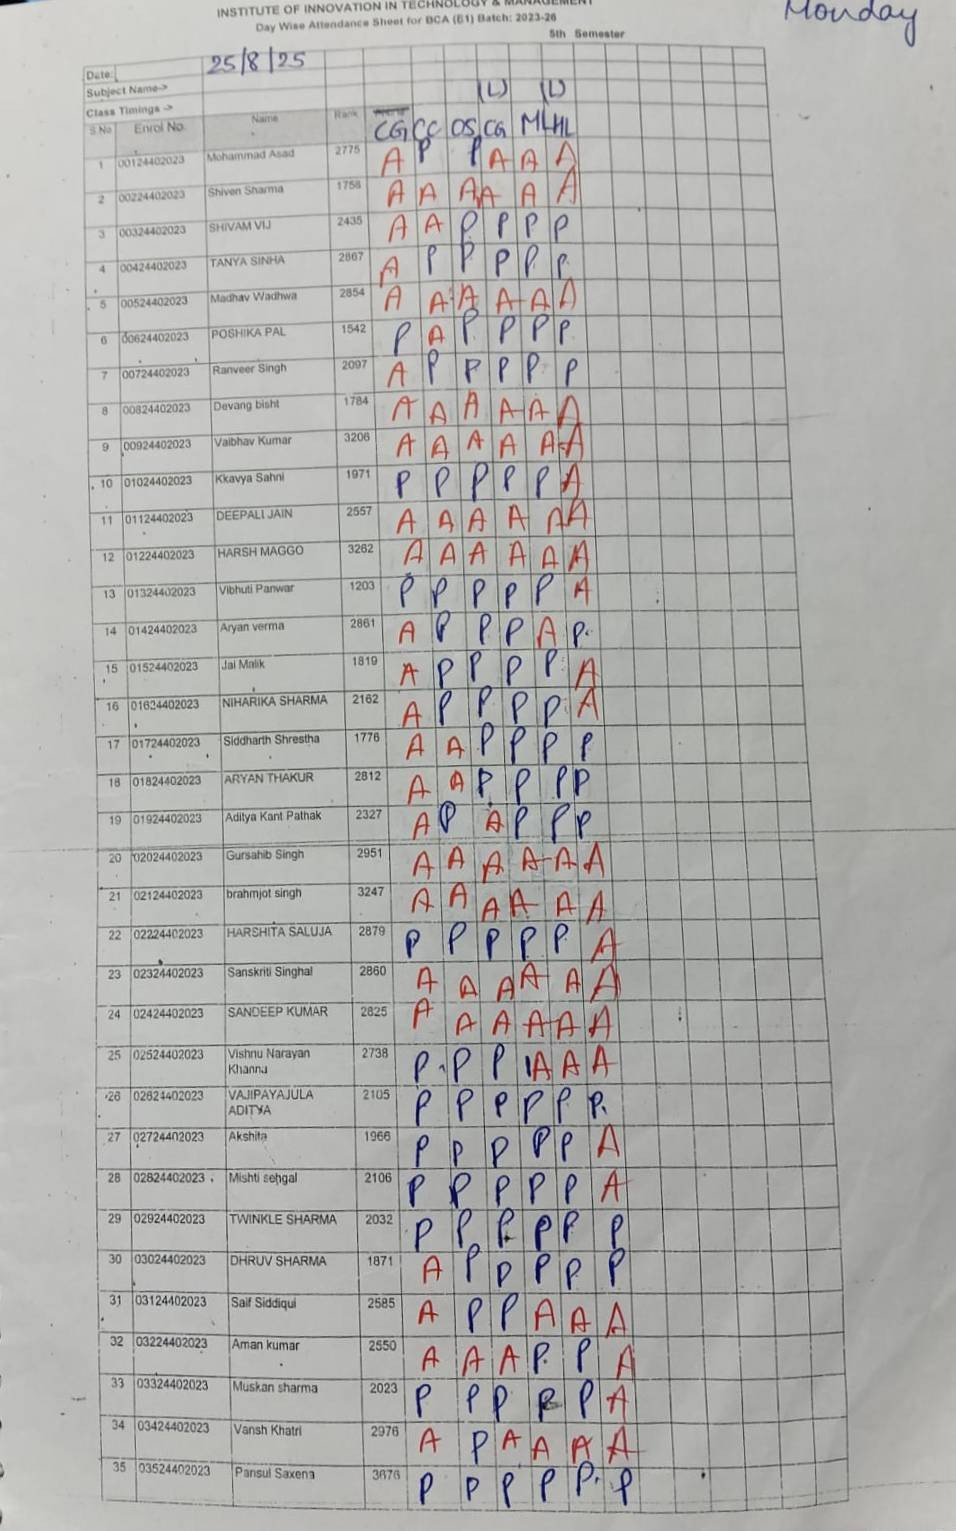 INSTITUTE OF INNOVATION IN TECHNOLOGY & MANAGEMENT
Monday
Day Wise Attendance Sheet for BCA (E1) Batch: 2023-26
5th Semester
Date: 25/8/25
Subject Name-> (L) (L)
Class Timings ->
S.No Enrol No. Name Rank CG CC OS CG ML ML
1 00124402023 Mohammad Asad 2775 A P P A A A
2 00224402023 Shiven Sharma 1758 A A A A A A
3 00324402023 SHIVAM VIJ 2435 A A P P P P
4 00424402023 TANYA SINHA 2667 A P P P P P
5 00524402023 Madhav Wadhwa 2854 A A A A A A
6 00624402023 POSHIKA PAL 1542 P A P P P P
7 00724402023 Ranveer Singh 2097 A P P P P P
8 00824402023 Devang bisht 1784 A A A A A A
9 00924402023 Vaibhav Kumar 3206 A A A A A A
10 01024402023 Kkavya Sahni 1971 P P P P P A
11 01124402023 DEEPALI JAIN 2557 A A A A A A
12 01224402023 HARSH MAGGO 3262 A A A A A A
13 01324402023 Vibhuti Panwar 1203 P P P P P A
14 01424402023 Aryan verma 2861 A P P P A P
15 01524402023 Jai Malik 1819 A P P P P A
16 01624402023 NIHARIKA SHARMA 2162 A P P P P A
17 01724402023 Siddharth Shrestha 1776 A A P P P P
18 01824402023 ARYAN THAKUR 2812 A A P P P P
19 01924402023 Aditya Kant Pathak 2327 A P A P P P
20 02024402023 Gursahib Singh 2951 A A A A A A
21 02124402023 brahmjot singh 3247 A A A A A A
22 02224402023 HARSHITA SALUJA 2879 P P P P P A
23 02324402023 Sanskriti Singhal 2860 A A A A A A
24 02424402023 SANDEEP KUMAR 2825 A A A A A A
25 02524402023 Vishnu Narayan 2738 P P P A A A
Khanna
26 02624402023 VAJIPAYAJULA 2105 P P P P P P
ADITYA
27 02724402023 Akshita 1966 P P P P P A
28 02824402023 Mishti sehgal 2106 P P P P P A
29 02924402023 TWINKLE SHARMA 2032 P P P P P P
30 03024402023 DHRUV SHARMA 1871 A P P P P P
31 03124402023 Saif Siddiqui 2585 A P P A A A
32 03224402023 Aman kumar 2550 A A A P P A
33 03324402023 Muskan sharma 2023 P P P P P A
34 03424402023 Vansh Khatri 2976 A P A A A A
35 03524402023 Pansul Saxena 3676 P P P P P P